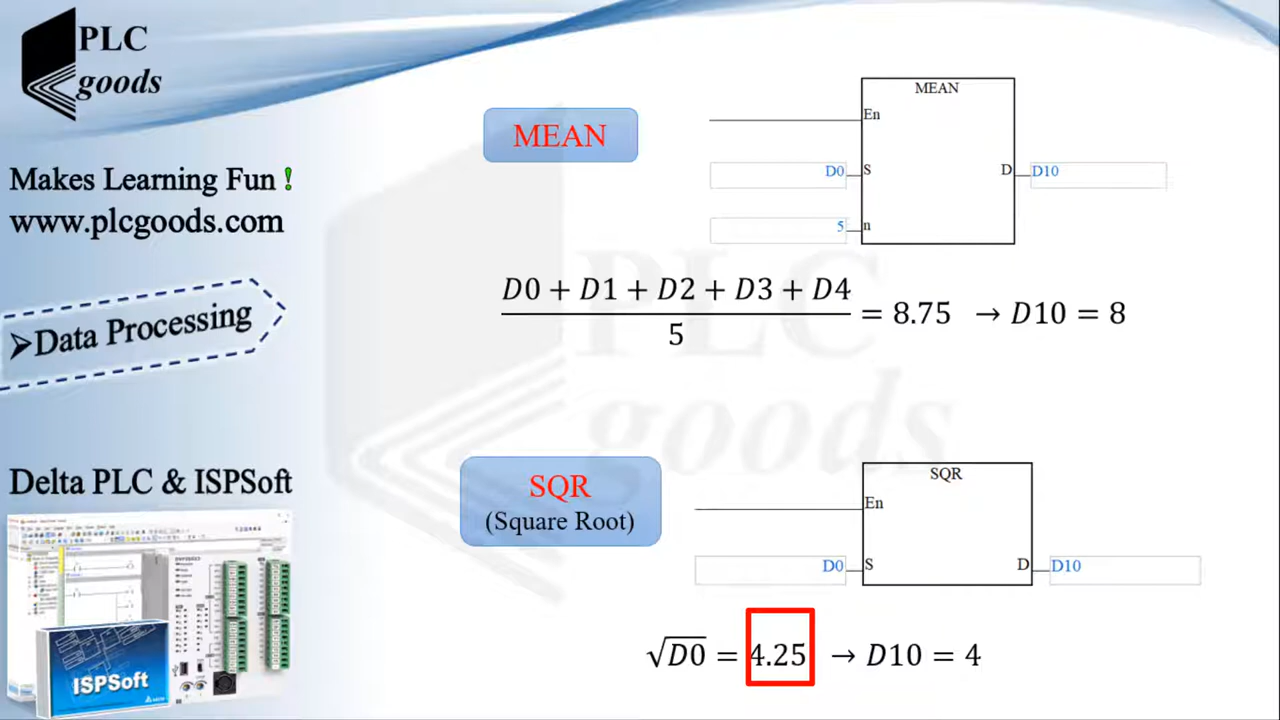 PLC
goods
Makes Learning Fun !
www.plcgoods.com
➢Data Processing
Delta PLC & ISPSoft
ISPSoft
MEAN
MEAN
En
D0 S D D10
5 n
D0 + D1 + D2 + D3 + D4
5
= 8.75 → D10 = 8
PLC
goods
SQR
(Square Root)
SQR
En
D0 S D D10
√D0 = 4.25 → D10 = 4